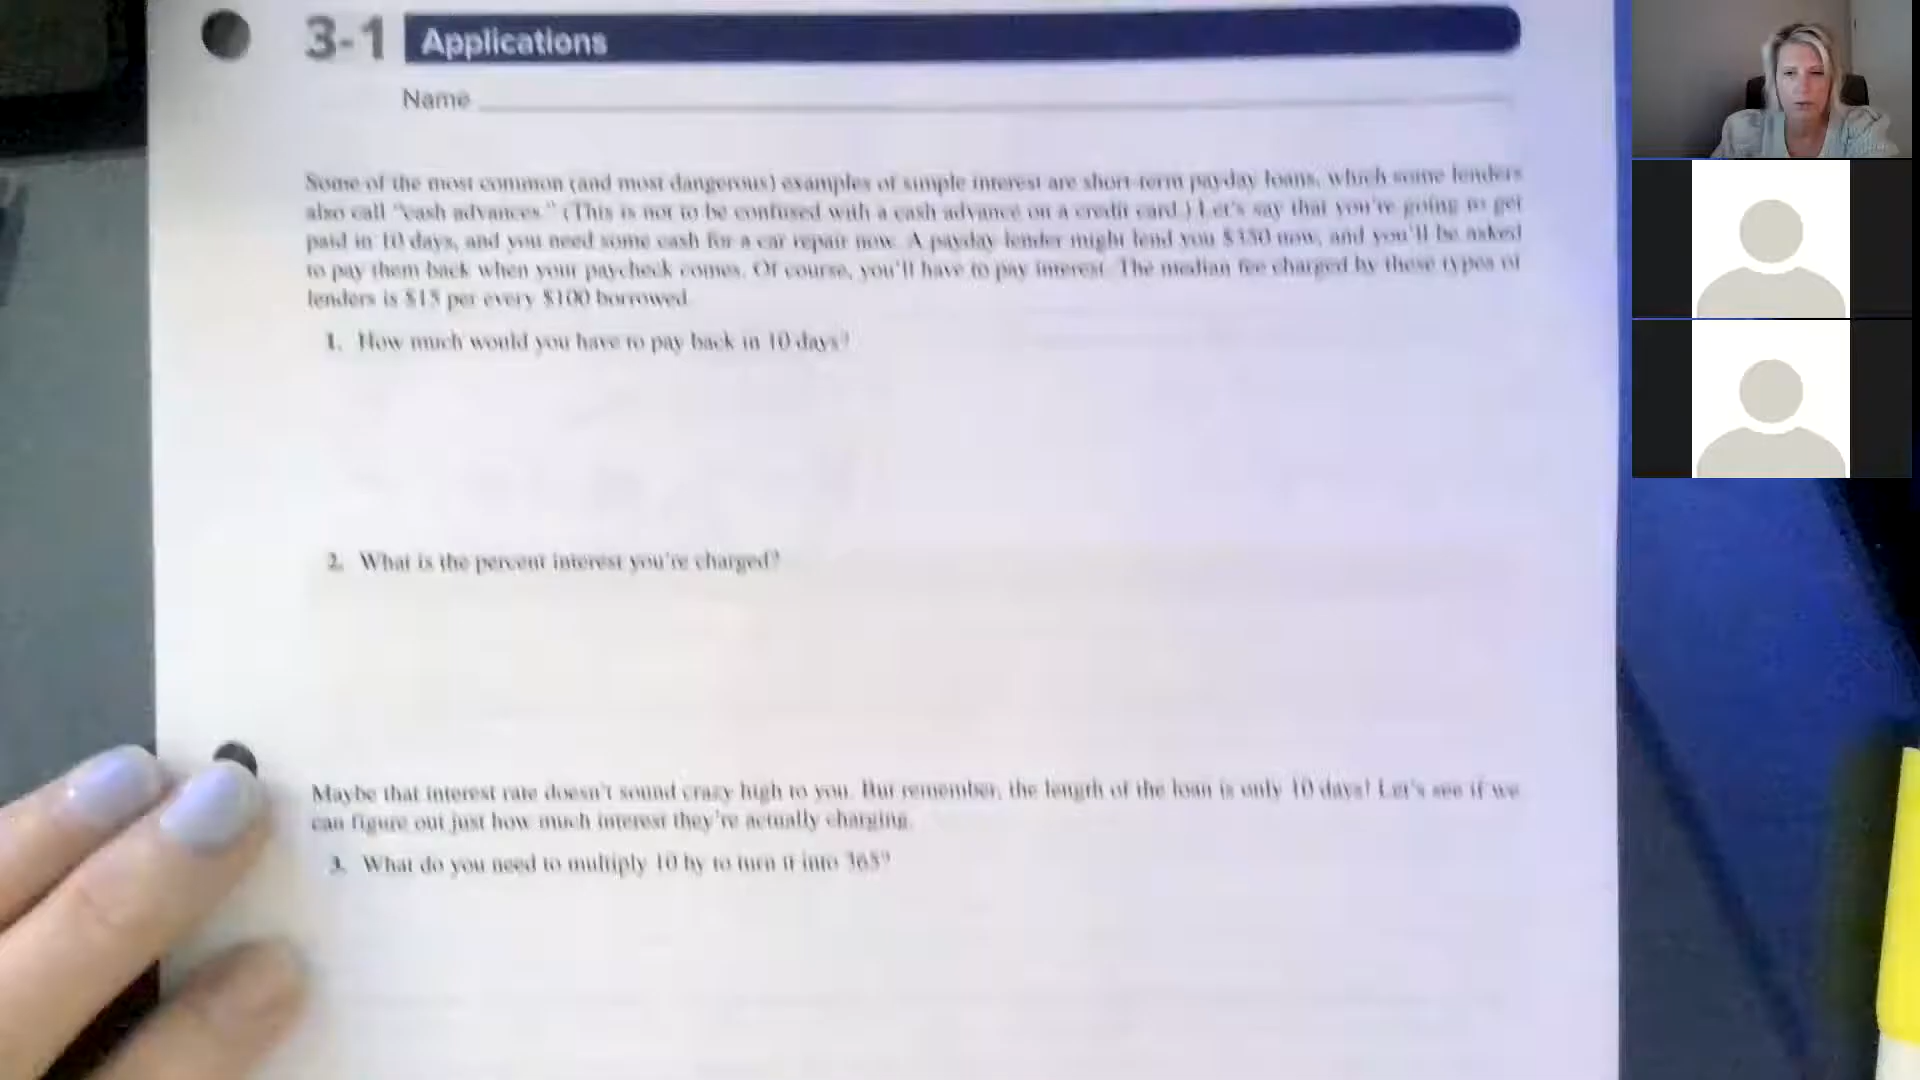 3-1 Applications
Name
Some of the most common (and most dangerous) examples of simple interest are short-term payday loans, which some lenders
also call "cash advances." (This is not to be confused with a cash advance on a credit card.) Let's say that you're going to get
paid in 10 days, and you need some cash for a car repair now. A payday lender might lend you $350 now, and you'll be asked
to pay them back when your paycheck comes. Of course, you'll have to pay interest. The median fee charged by these types of
lenders is $15 per every $100 borrowed.
1. How much would you have to pay back in 10 days?
2. What is the percent interest you're charged?
Maybe that interest rate doesn't sound crazy high to you. But remember, the length of the loan is only 10 days! Let's see if we
can figure out just how much interest they're actually charging.
3. What do you need to multiply 10 by to turn it into 365?